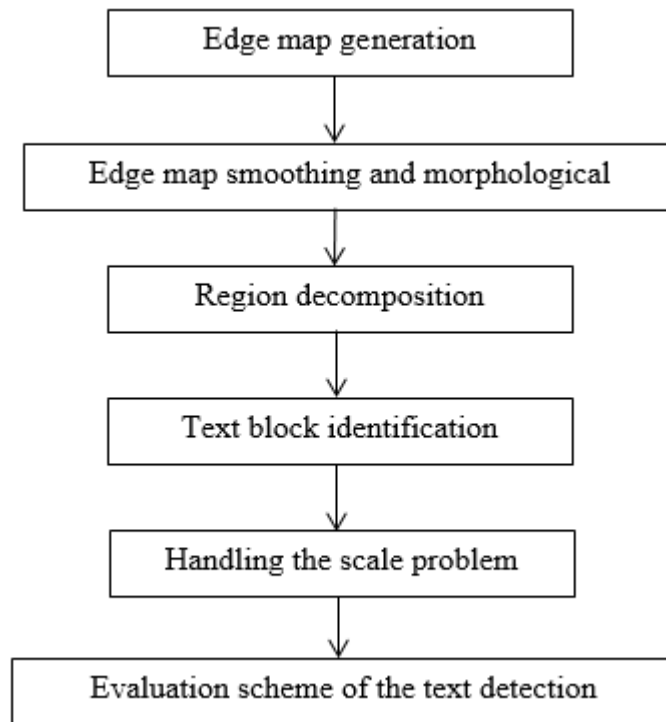 Edge map generation
Edge map smoothing and morphological
Region decomposition
Text block identification
Handling the scale problem
Evaluation scheme of the text detection